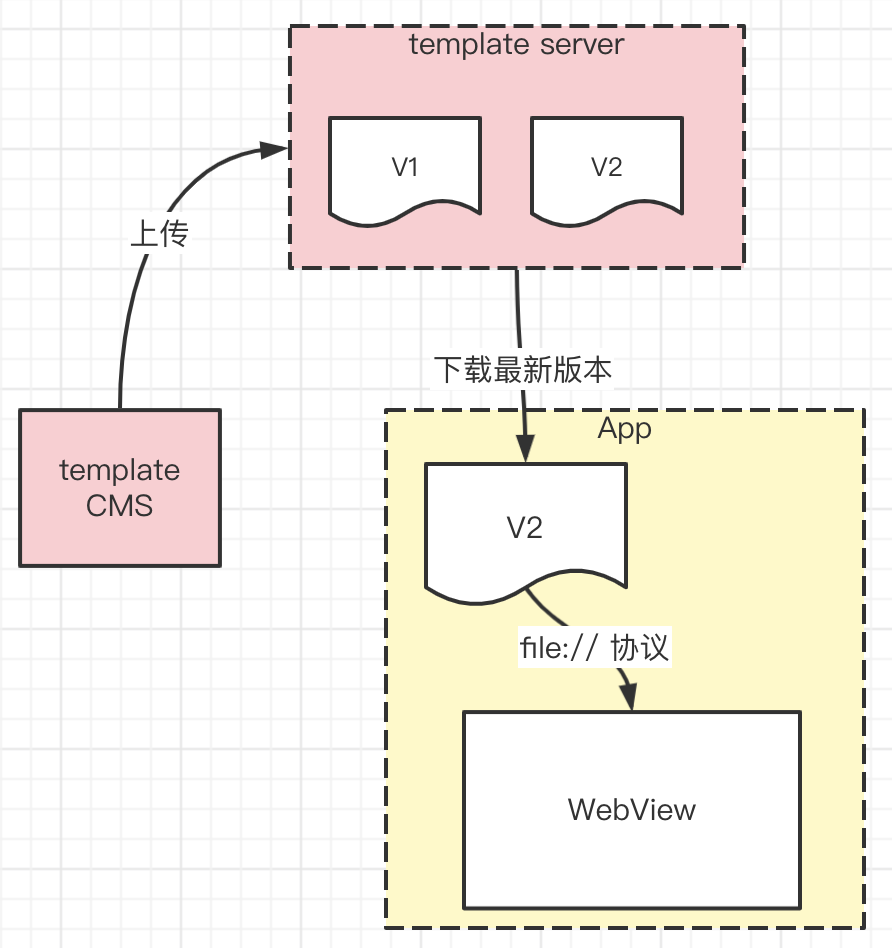 template server
V1
V2
上传
下载最新版本
template
CMS
App
V2
file:// 协议
WebView